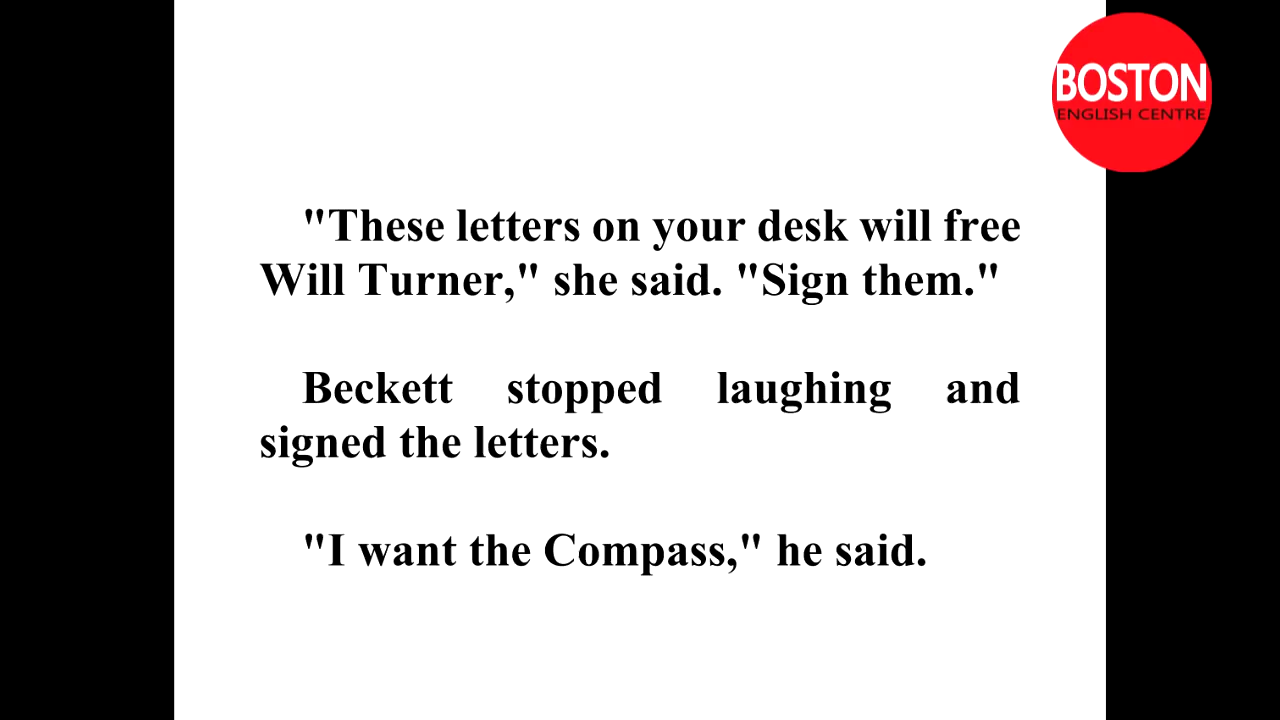 BOSTON
ENGLISH CENTRE
"These letters on your desk will free
Will Turner," she said. "Sign them."
Beckett stopped laughing and
signed the letters.
"I want the Compass," he said.